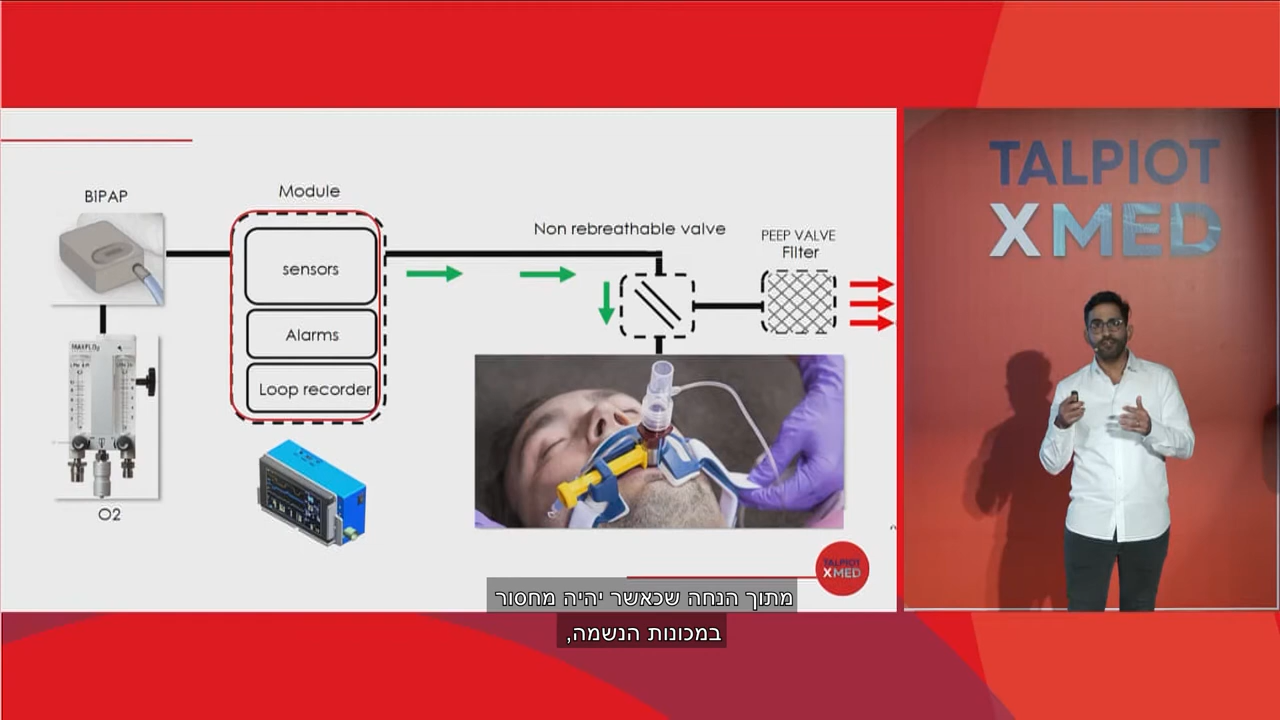 TALPIOT
XMED
BiPAP
Module
sensors
Alarms
Loop recorder
Non rebreathable valve
PEEP VALVE
Filter
MAXFLO2
O2
TALPIOT
XMED
מתוך הנחה שכאשר יהיה מחסור
במכונות הנשמה,